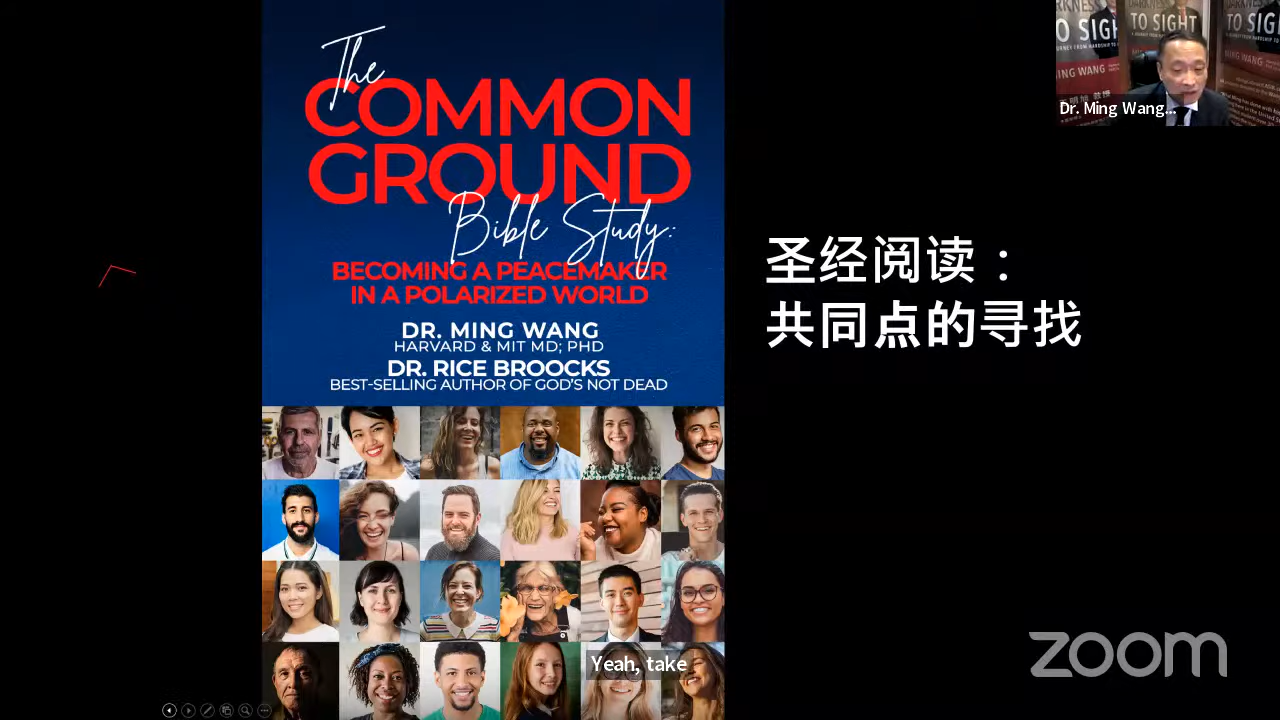 The
COMMON
GROUND
Bible Study:
BECOMING A PEACEMAKER
IN A POLARIZED WORLD
DR. MING WANG
HARVARD & MIT MD; PHD
DR. RICE BROOCKS
BEST-SELLING AUTHOR OF GOD'S NOT DEAD
圣经阅读：
共同点的寻找
TO SIGHT
MING WANG
Dr. Ming Wang...
Yeah, take
zoom